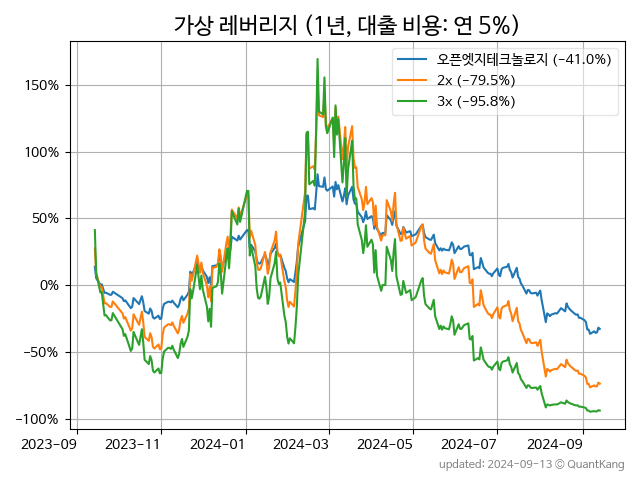 가상 레버리지 (1년, 대출 비용: 연 5%)
오픈엣지테크놀로지 (−41.0%)
2x (−79.5%)
3x (−95.8%)
150%
100%
50%
0%
−50%
−100%
2023-09 2023-11 2024-01 2024-03 2024-05 2024-07 2024-09
updated: 2024-09-13 © QuantKang